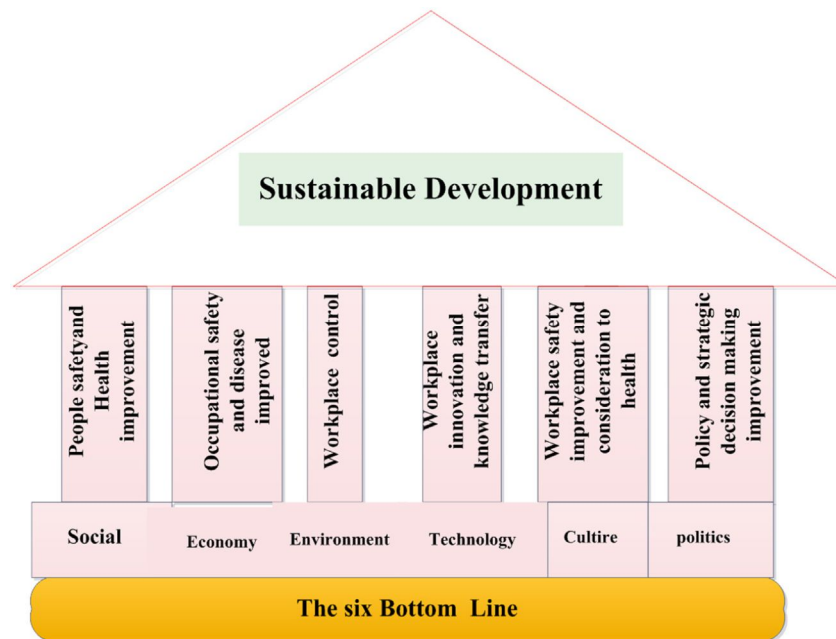 Sustainable Development
People safetyand
Health
improvement
Occupational safety
and disease
improved
Workplace control
Workplace
innovation and
knowledge transfer
Workplace safety
improvement and
consideration to
health
Policy and strategic
decision making
improvement
Social
Economy
Environment
Technology
Cultire
politics
The six Bottom Line